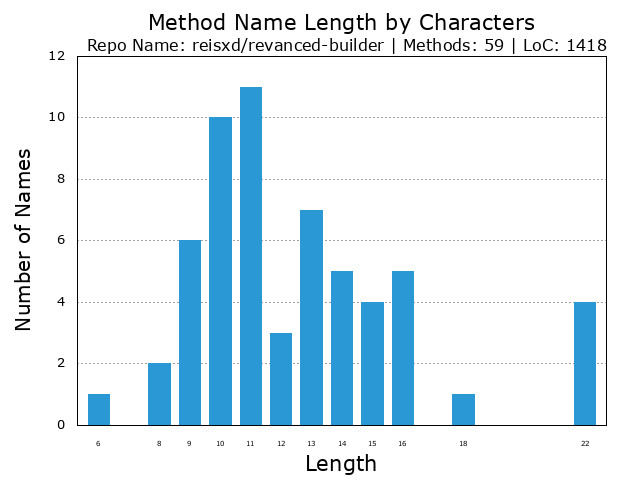 Method Name Length by Characters
Repo Name: reisxd/revanced-builder | Methods: 59 | LoC: 1418
12
10
8
6
4
2
0
Number of Names
6 8 9 10 11 12 13 14 15 16 18 22
Length